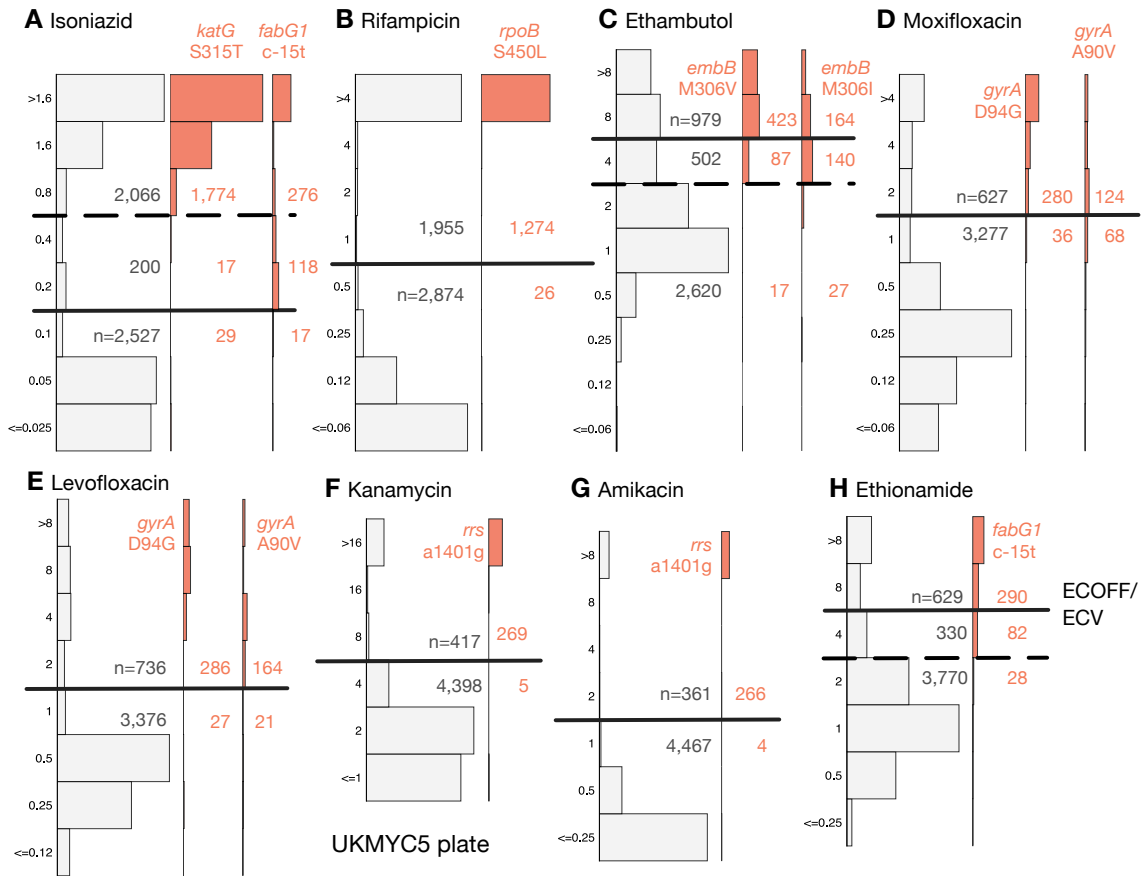 A Isoniazid
katG
S315T
fabG1
c-15t
>1.6
1.6
0.8
2,066
1,774
276
0.4
200
17
118
0.2
0.1
n=2,527
29
17
0.05
<=0.025
B Rifampicin
rpoB
S450L
>4
4
2
1
1,955
1,274
0.5
n=2,874
26
0.25
0.12
<=0.06
C Ethambutol
embB
M306V
embB
M306I
>8
8
n=979
423
164
4
502
87
140
2
1
0.5
2,620
17
27
0.25
0.12
<=0.06
D Moxifloxacin
gyrA
D94G
gyrA
A90V
>4
4
2
n=627
280
124
1
3,277
36
68
0.5
0.25
0.12
<=0.06
E Levofloxacin
gyrA
D94G
gyrA
A90V
>8
8
4
2
n=736
286
164
1
3,376
27
21
0.5
0.25
<=0.12
F Kanamycin
rrs
a1401g
>16
16
8
n=417
269
4
4,398
5
2
<=1
G Amikacin
rrs
a1401g
>8
8
4
2
n=361
266
1
4,467
4
0.5
<=0.25
H Ethionamide
fabG1
c-15t
>8
8
n=629
290
4
330
82
2
3,770
28
1
0.5
<=0.25
ECOFF/
ECV
UKMYC5 plate